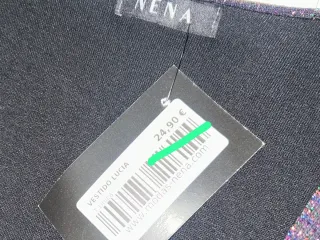 NENA
24,90 €
VESTIDO LUCIA